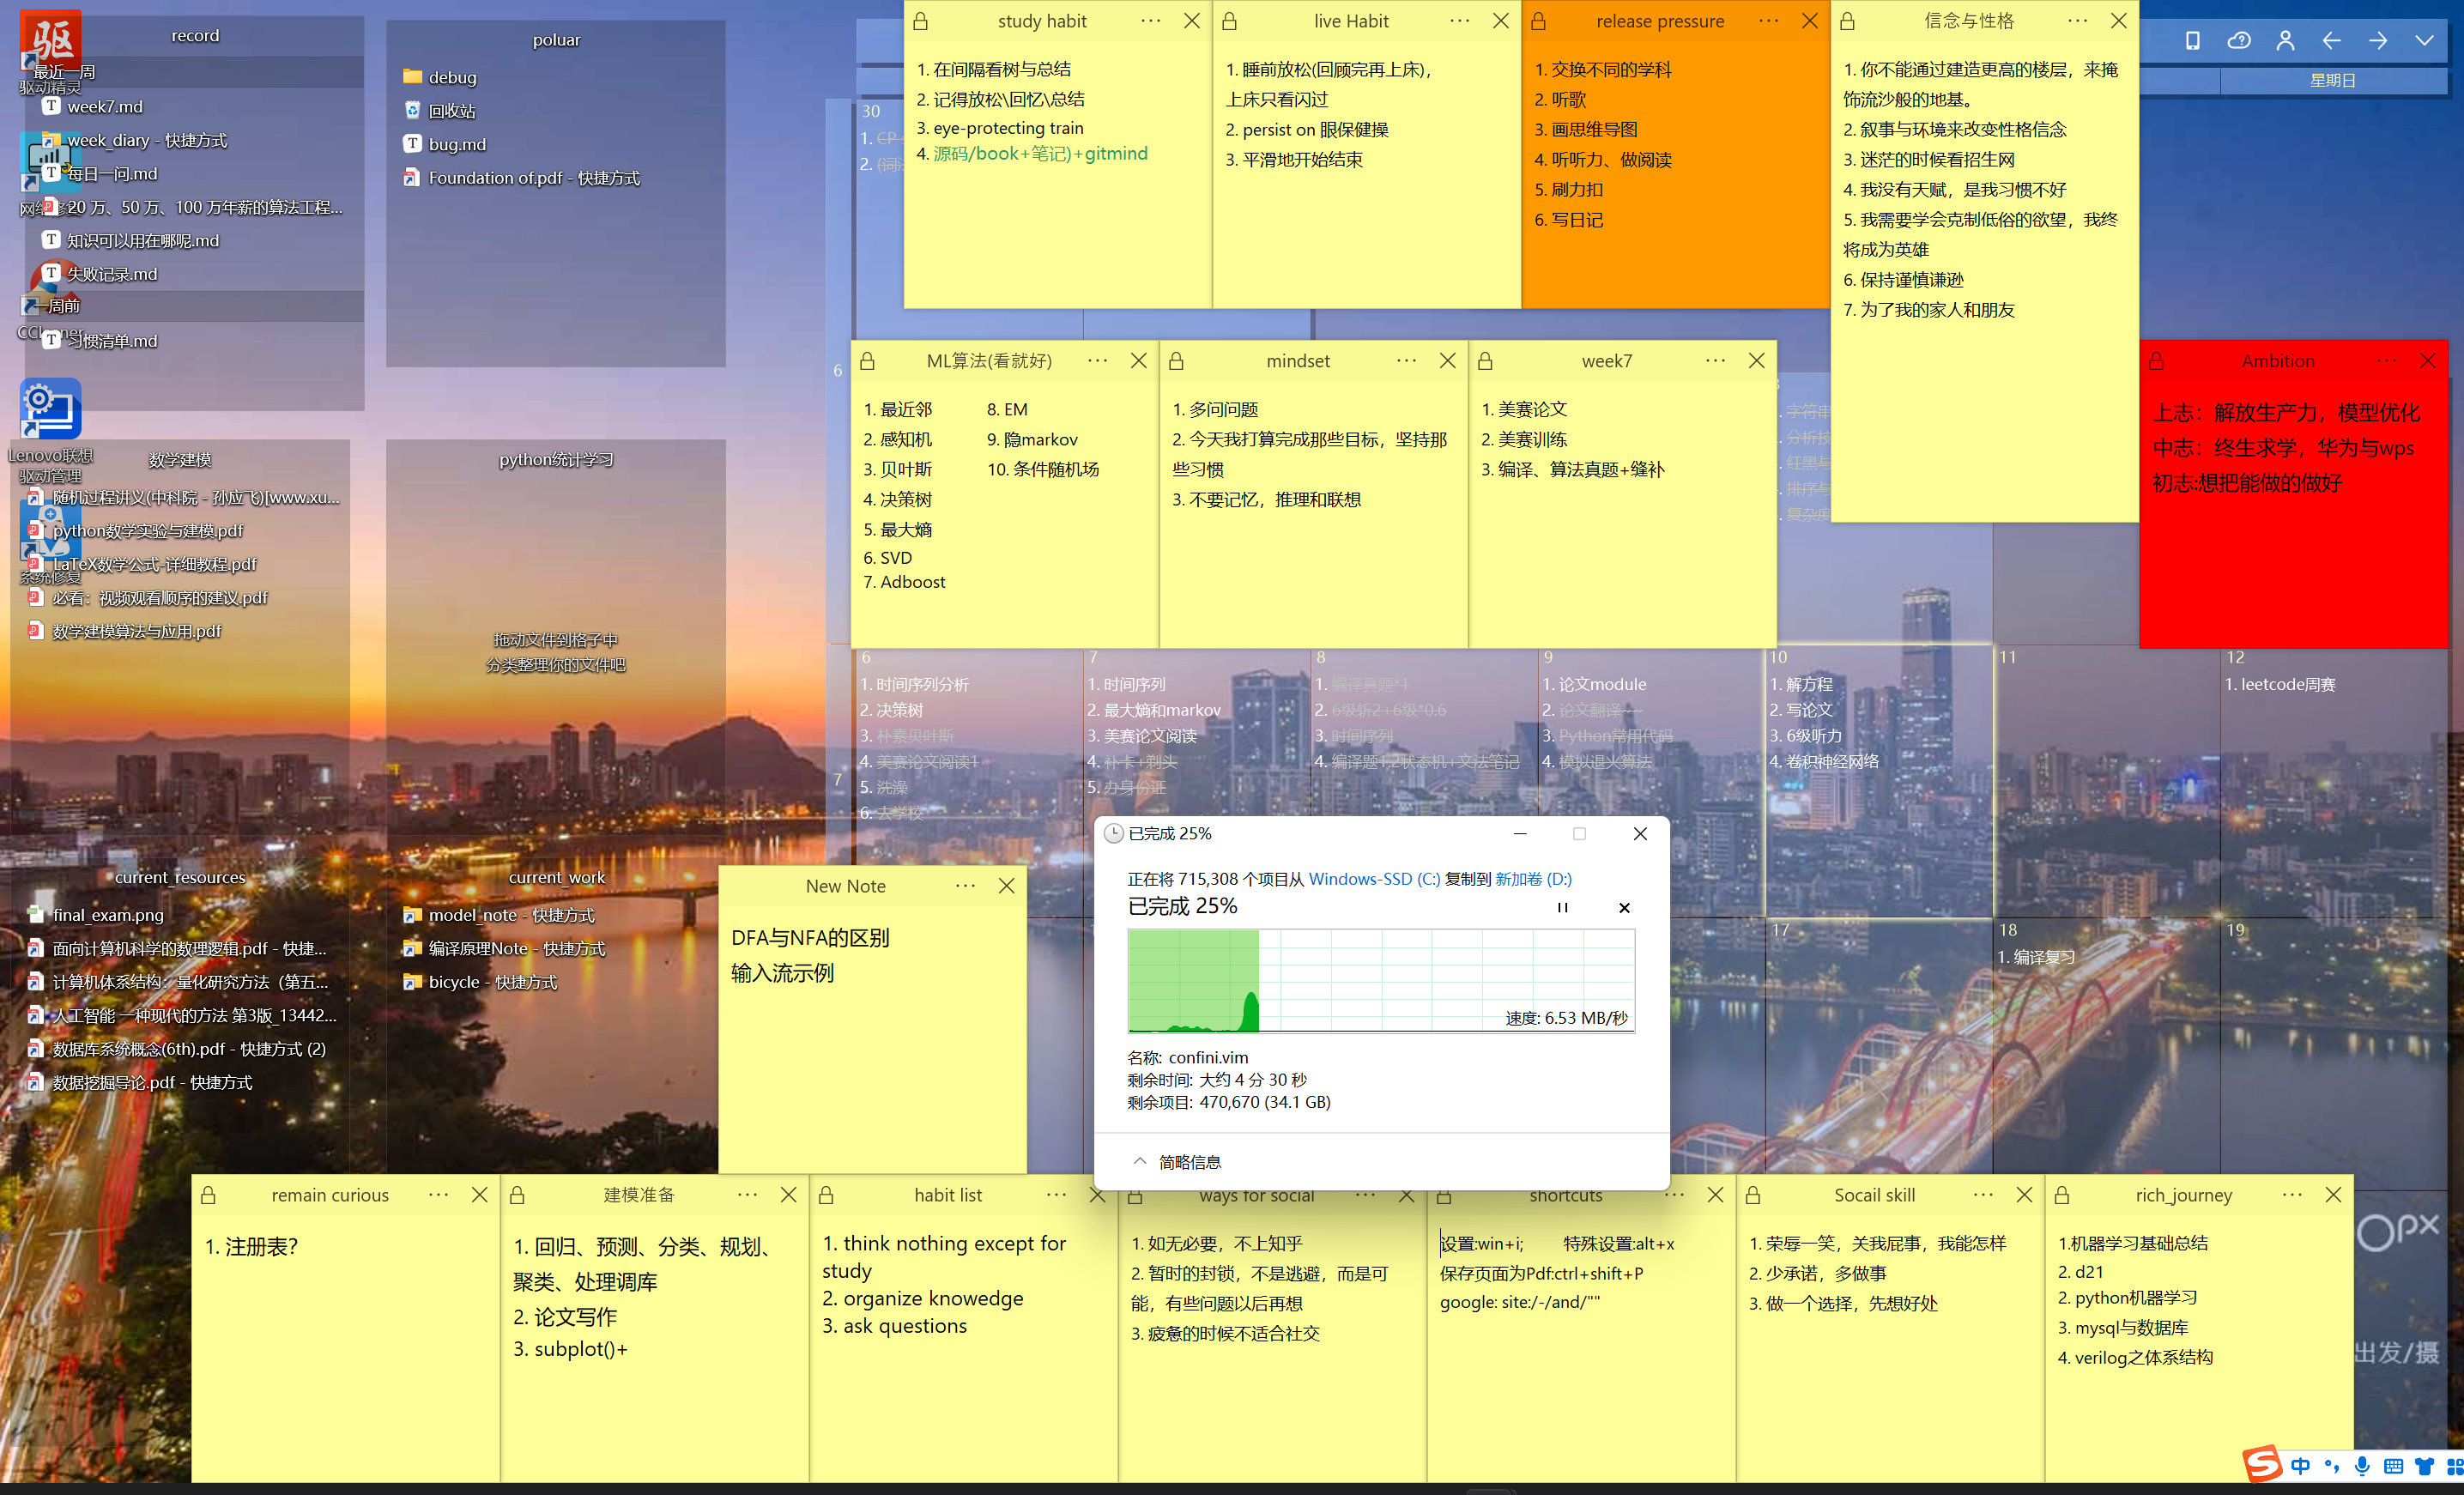 record
最近一周
驱动精灵
week7.md
week_diary - 快捷方式
每日一问.md
20 万、50 万、100 万年薪的算法工程...
知识可以用在哪呢.md
失败记录.md
一周前
习惯清单.md
poluar
debug
回收站
bug.md
Foundation of.pdf - 快捷方式
study habit
1. 在间隔看树与总结
2. 记得放松\回忆\总结
3. eye-protecting train
4. 源码/book+笔记)+gitmind
live Habit
1. 睡前放松(回顾完再上床)，
上床只看闪过
2. persist on 眼保健操
3. 平滑地开始结束
release pressure
1. 交换不同的学科
2. 听歌
3. 画思维导图
4. 听听力、做阅读
5. 刷力扣
6. 写日记
信念与性格
1. 你不能通过建造更高的楼层，来掩
饰流沙般的地基。
2. 叙事与环境来改变性格信念
3. 迷茫的时候看招生网
4. 我没有天赋，是我习惯不好
5. 我需要学会克制低俗的欲望，我终
将成为英雄
6. 保持谨慎谦逊
7. 为了我的家人和朋友
星期日
30
1. CP
2.
6
ML算法(看就好)
1. 最近邻
2. 感知机
3. 贝叶斯
4. 决策树
5. 最大熵
6. SVD
7. Adboost
8. EM
9. 隐markov
10. 条件随机场
mindset
1. 多问问题
2. 今天我打算完成那些目标，坚持那
些习惯
3. 不要记忆，推理和联想
week7
1. 美赛论文
2. 美赛训练
3. 编译、算法真题+缝补
字符串
排序与
复杂度
Ambition
上志：解放生产力，模型优化
中志：终生求学，华为与wps
初志:想把能做的做好
Lenovo联想
驱动管理
系统修复
数学建模
随机过程讲义(中科院 - 孙应飞)[www.xu...
python数学实验与建模.pdf
LaTeX数学公式-详细教程.pdf
必看：视频观看顺序的建议.pdf
数学建模算法与应用.pdf
python统计学习
拖动文件到格子中
分类整理你的文件吧
7
6
1. 时间序列分析
2. 决策树
3. 朴素贝叶斯
4. 美赛论文阅读1
5. 洗澡
6. 去学校
7
1. 时间序列
2. 最大熵和markov
3. 美赛论文阅读
4. 补卡+剃头
5. 办身份证
8
1. 编译真题*1
2. 6级斩2+6级*0.6
3. 时间序列
4. 编译题1,2状态机+文法笔记
9
1. 论文module
2. 论文翻译~~
3. Python常用代码
4. 模拟退火算法
10
1. 解方程
2. 写论文
3. 6级听力
4. 卷积神经网络
11
12
1. leetcode周赛
17
18
1. 编译复习
19
current_resources
final_exam.png
面向计算机科学的数理逻辑.pdf - 快捷...
计算机体系结构：量化研究方法（第五...
人工智能 一种现代的方法 第3版_13442...
数据库系统概念(6th).pdf - 快捷方式 (2)
数据挖掘导论.pdf - 快捷方式
current_work
model_note - 快捷方式
编译原理Note - 快捷方式
bicycle - 快捷方式
New Note
DFA与NFA的区别
输入流示例
已完成 25%
正在将 715,308 个项目从 Windows-SSD (C:) 复制到 新加卷 (D:)
已完成 25%
速度: 6.53 MB/秒
名称: confini.vim
剩余时间: 大约 4 分 30 秒
剩余项目: 470,670 (34.1 GB)
简略信息
remain curious
1. 注册表？
建模准备
1. 回归、预测、分类、规划、
聚类、处理调库
2. 论文写作
3. subplot()+
habit list
1. think nothing except for
study
2. organize knowedge
3. ask questions
ways for social
1. 如无必要，不上知乎
2. 暂时的封锁，不是逃避，而是可
能，有些问题以后再想
3. 疲惫的时候不适合社交
shortcuts
设置:win+i; 特殊设置:alt+x
保存页面为Pdf:ctrl+shift+P
google: site:/-/and/""
Socail skill
1. 荣辱一笑，关我屁事，我能怎样
2. 少承诺，多做事
3. 做一个选择，先想好处
rich_journey
1.机器学习基础总结
2. d21
2. python机器学习
3. mysql与数据库
4. verilog之体系结构
出发/摄
中